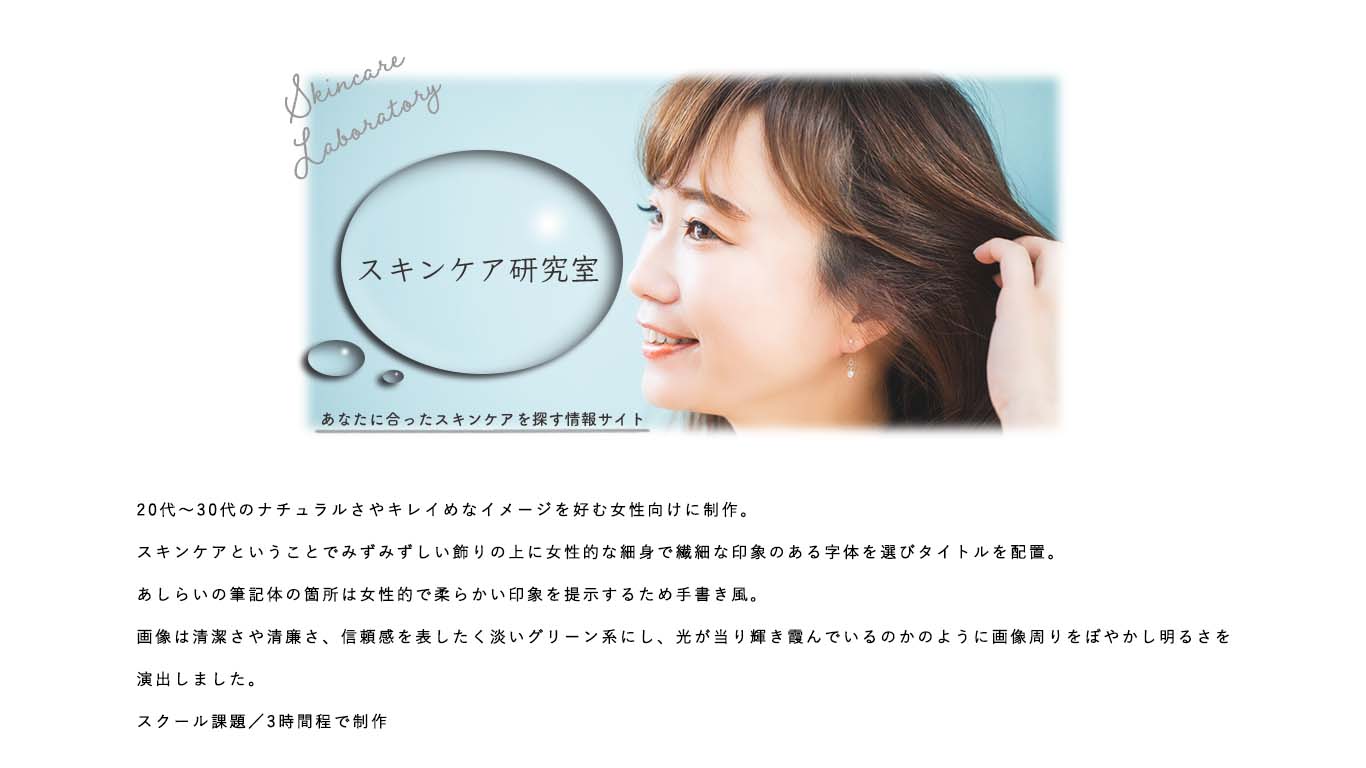 Skincare
Laboratory
スキンケア研究室
あなたに合ったスキンケアを探す情報サイト
20代〜30代のナチュラルさやキレイめなイメージを好む女性向けに制作。
スキンケアということでみずみずしい飾りの上に女性的な細身で繊細な印象のある字体を選びタイトルを配置。
あしらいの筆記体の箇所は女性的で柔らかい印象を提示するため手書き風。
画像は清潔さや清廉さ、信頼感を表したく淡いグリーン系にし、光が当り輝き霞んでいるのかのように画像周りをぼやかし明るさを
演出しました。
スクール課題／3時間程で制作